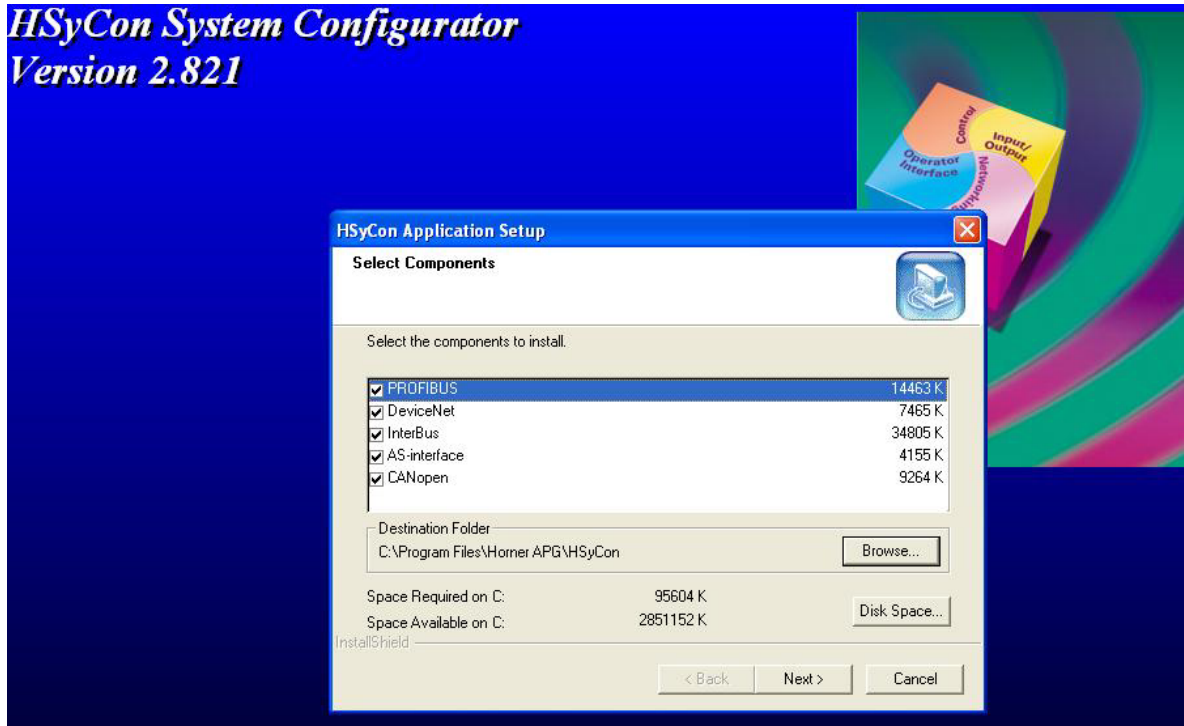 HSyCon System Configurator
Version 2.821
Control
Input/
Output
Operator
Interface
Networking
HSyCon Application Setup
Select Components
Select the components to install.
PROFIBUS 14463 K
DeviceNet 7465 K
InterBus 34805 K
AS-interface 4155 K
CANopen 9264 K
Destination Folder
C:\Program Files\Horner APG\HSyCon
Browse...
Space Required on C: 95604 K
Space Available on C: 2851152 K
Disk Space...
InstallShield
< Back Next > Cancel